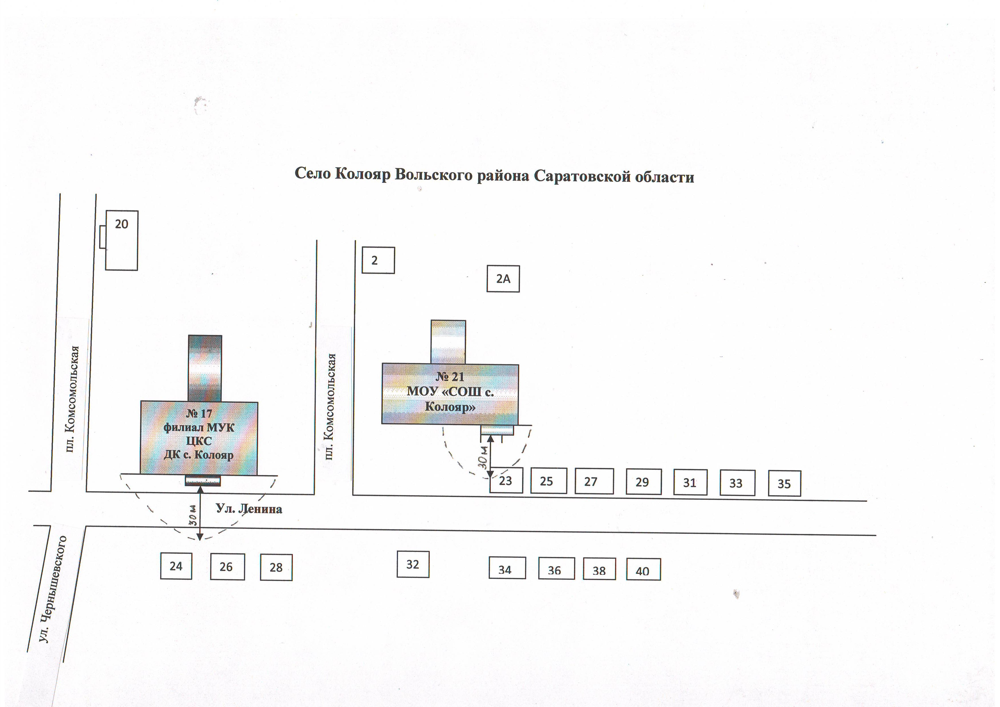 Село Колояр Вольского района Саратовской области
20
2
2А
пл. Комсомольская
пл. Комсомольская
№ 21
МОУ «СОШ с.
Колояр»
№ 17
филиал МУК
ЦКС
ДК с. Колояр
30 м
23
25
27
29
31
33
35
Ул. Ленина
30 м
ул. Чернышевского
24
26
28
32
34
36
38
40